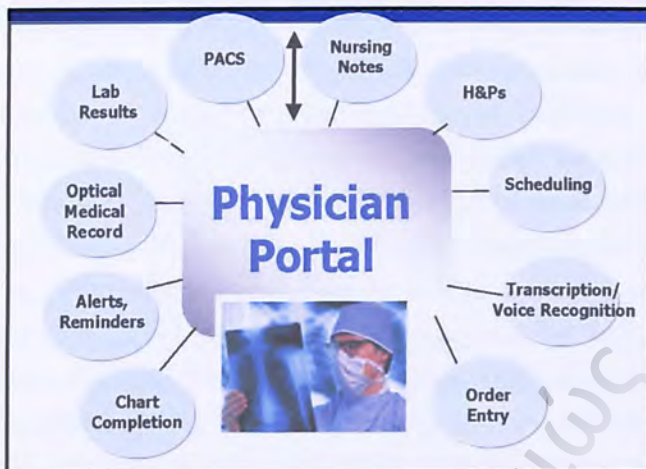 PACS
Nursing
Notes
Lab
Results
H&Ps
Optical
Medical
Record
Physician
Portal
Scheduling
Alerts,
Reminders
Transcription/
Voice Recognition
Chart
Completion
Order
Entry